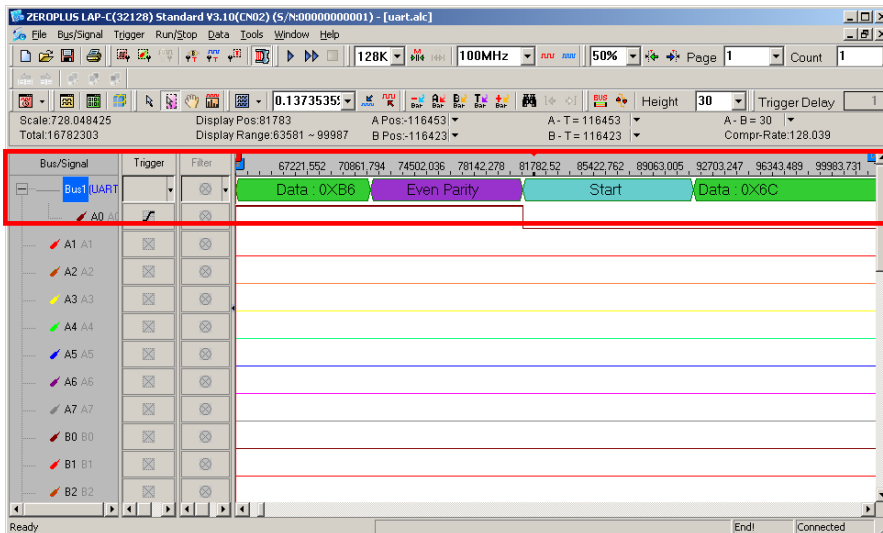 ZEROPLUS LAP-C(32128) Standard V3.10(CN02) (S/N:00000000001) - [uart.alc]
File Bus/Signal Trigger Run/Stop Data Tools Window Help
128K 100MHz 50% Page 1 Count 1
0.1373535 Bar Bar Bar Bar Bar Height 30 Trigger Delay 1
Scale:728.048425 Display Pos:81783 A Pos:-116453 A - T = 116453 A - B = 30
Total:16782303 Display Range:63581 ~ 99987 B Pos:-116423 B - T = 116423 Compr-Rate:128.039
Bus/Signal Trigger Filter 67221.552 70861.794 74502.036 78142.278 81782.52 85422.762 89063.005 92703.247 96343.489 99983.731
Bus1 (UART Data : 0XB6 Even Parity Start Data : 0X6C
A0 A0
A1 A1
A2 A2
A3 A3
A4 A4
A5 A5
A6 A6
A7 A7
B0 B0
B1 B1
B2 B2
Ready End! Connected